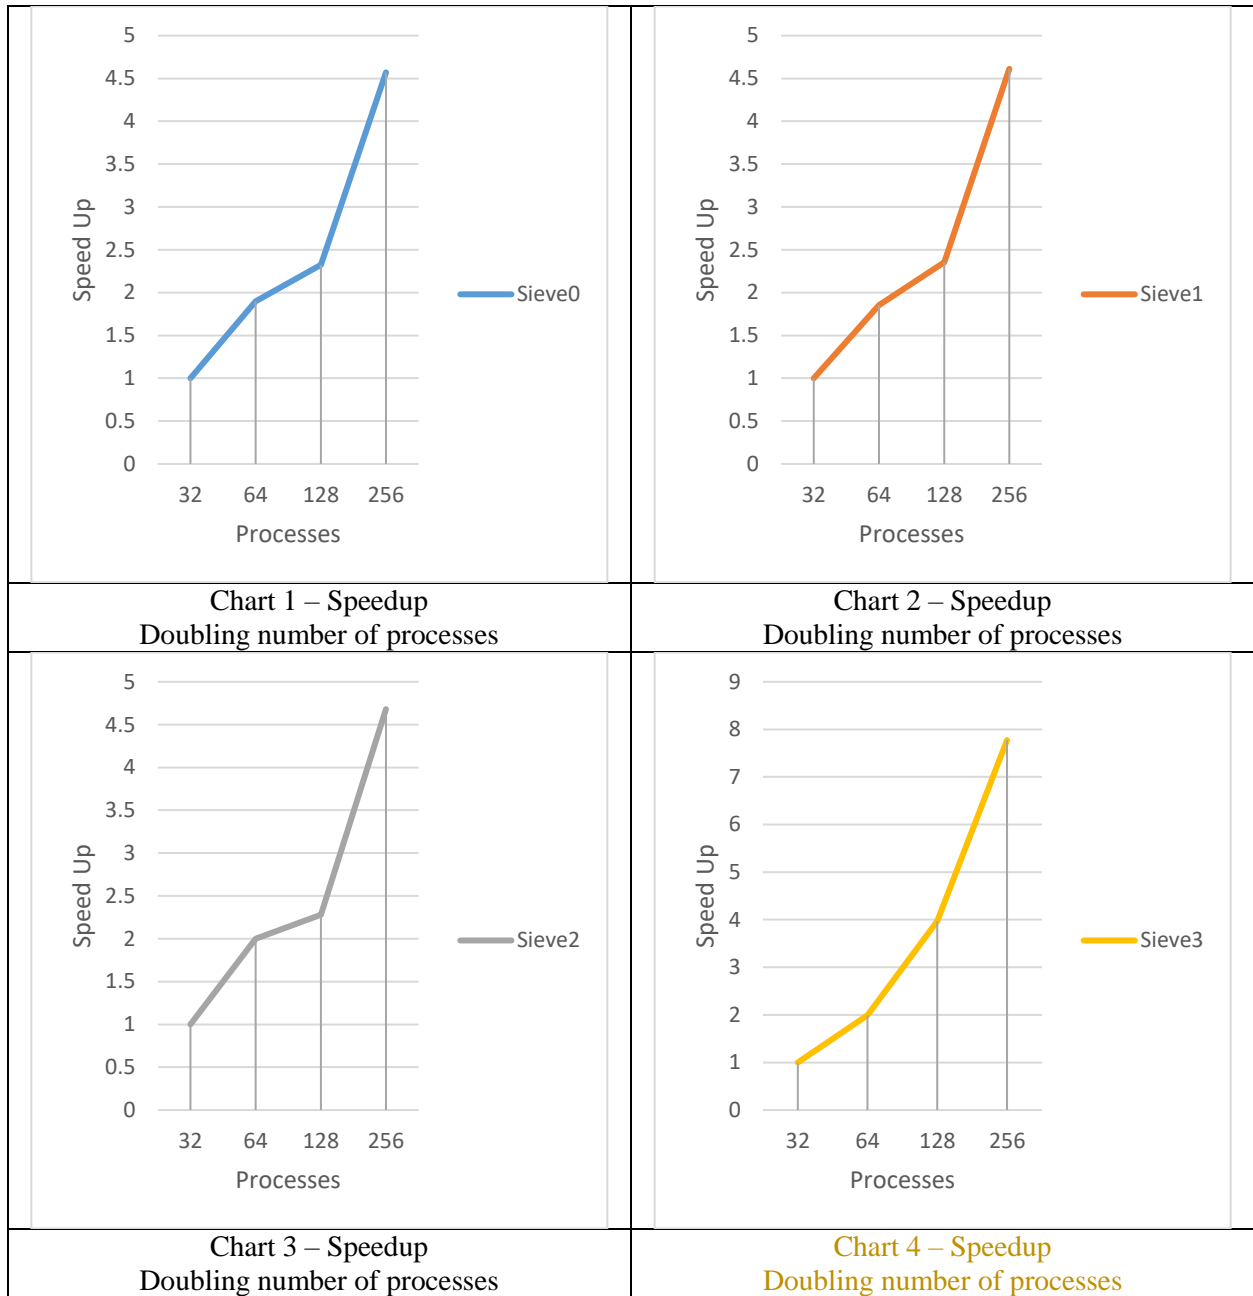 5
4.5
4
3.5
3
2.5
2
1.5
1
0.5
0
Speed Up
32 64 128 256
Processes
Sieve0
Chart 1 – Speedup
Doubling number of processes
5
4.5
4
3.5
3
2.5
2
1.5
1
0.5
0
Speed Up
32 64 128 256
Processes
Sieve1
Chart 2 – Speedup
Doubling number of processes
5
4.5
4
3.5
3
2.5
2
1.5
1
0.5
0
Speed Up
32 64 128 256
Processes
Sieve2
Chart 3 – Speedup
Doubling number of processes
9
8
7
6
5
4
3
2
1
0
Speed Up
32 64 128 256
Processes
Sieve3
Chart 4 – Speedup
Doubling number of processes